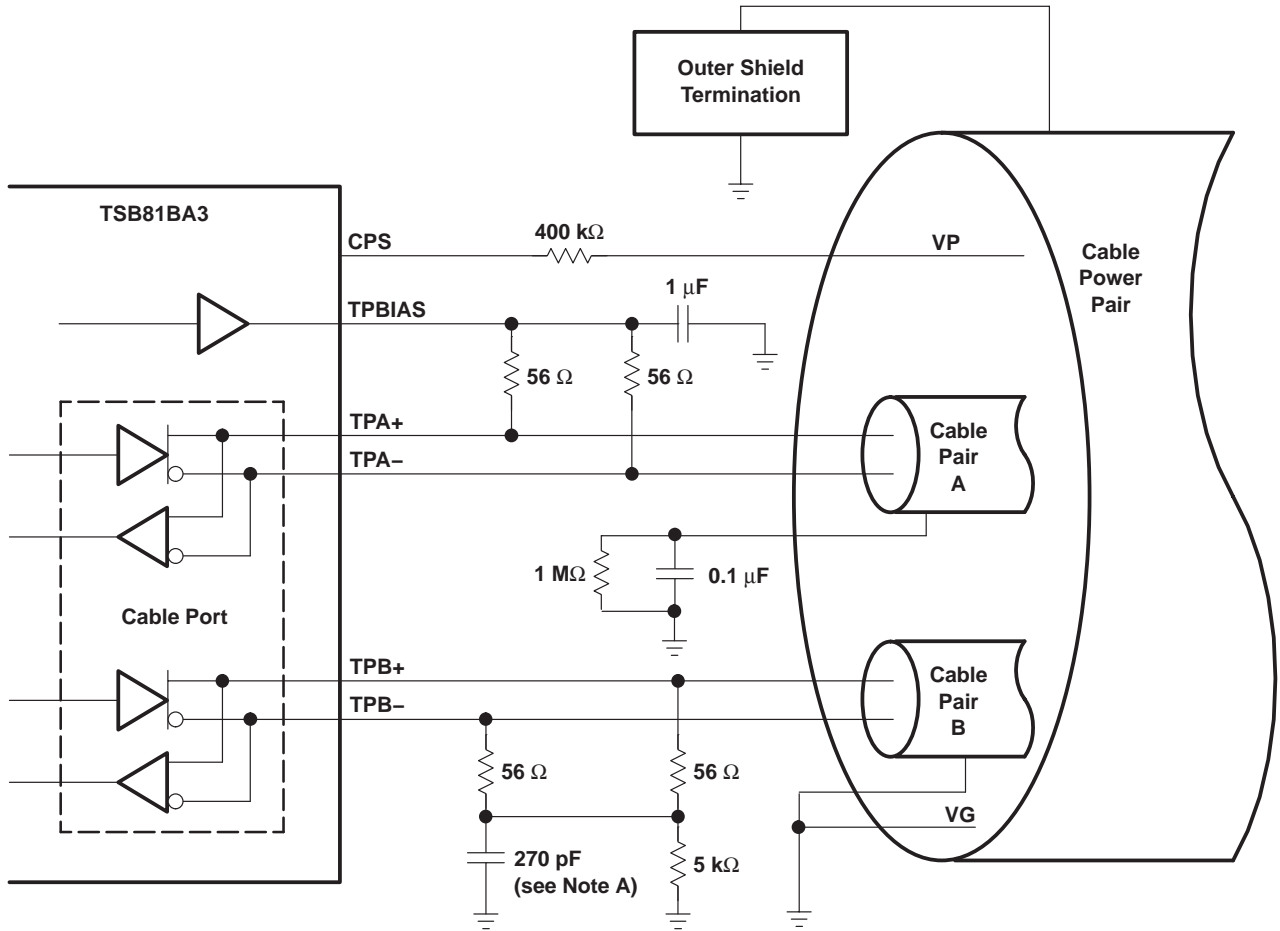 Outer Shield
Termination
TSB81BA3
CPS
400 kΩ
VP
Cable
Power
Pair
TPBIAS
1 μF
56 Ω
56 Ω
TPA+
TPA–
Cable
Pair
A
1 MΩ
0.1 μF
Cable Port
TPB+
TPB–
Cable
Pair
B
56 Ω
56 Ω
VG
270 pF
(see Note A)
5 kΩ